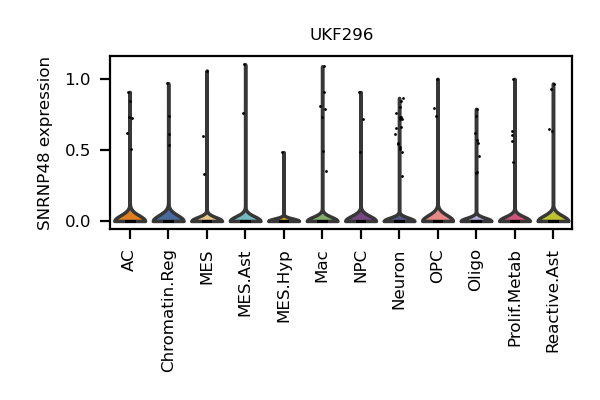 UKF296
SNRNP48 expression
1.0
0.5
0.0
AC
Chromatin.Reg
MES
MES.Ast
MES.Hyp
Mac
NPC
Neuron
OPC
Oligo
Prolif.Metab
Reactive.Ast